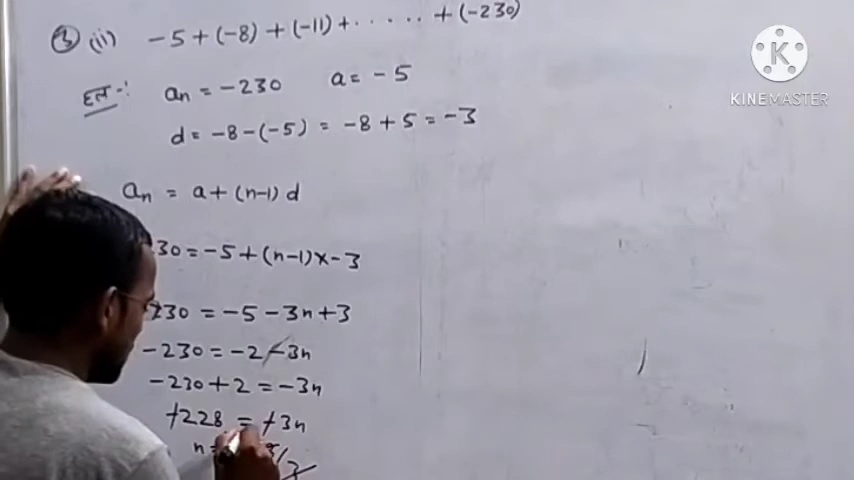 ③ (ii) -5 + (-8) + (-11) + ...... + (-230)
हल :- an = -230 a = -5
KINEMASTER
d = -8 - (-5) = -8 + 5 = -3
an = a + (n-1) d
30 = -5 + (n-1) x - 3
230 = -5 - 3n + 3
-230 = -2 - 3n
-230 + 2 = -3n
+228 = +3n
n =